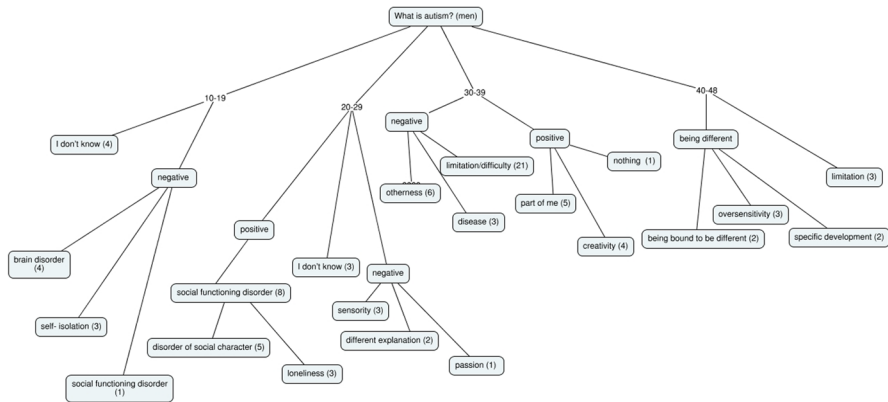 What is autism? (men)
10-19
20-29
30-39
40-48
I don't know (4)
negative
brain disorder
(4)
self- isolation (3)
social functioning disorder
(1)
positive
social functioning disorder (8)
disorder of social character (5)
loneliness (3)
I don't know (3)
negative
sensority (3)
different explanation (2)
passion (1)
negative
limitation/difficulty (21)
otherness (6)
disease (3)
positive
nothing (1)
part of me (5)
creativity (4)
being different
being bound to be different (2)
oversensitivity (3)
specific development (2)
limitation (3)